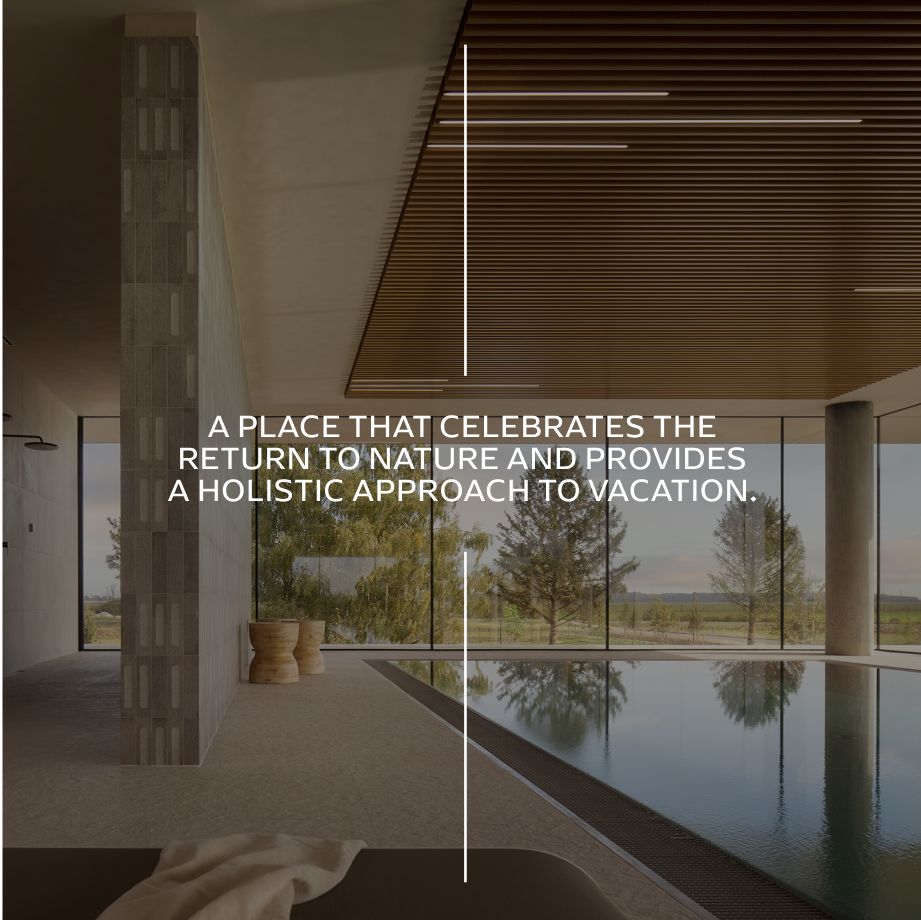 A PLACE THAT CELEBRATES THE
RETURN TO NATURE AND PROVIDES
A HOLISTIC APPROACH TO VACATION.